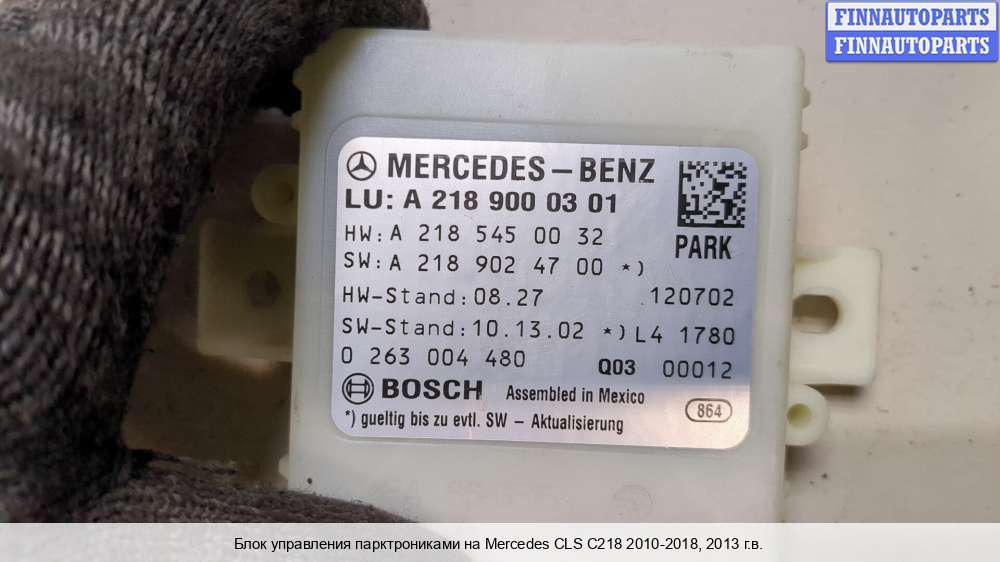 FINNAUTOPARTS
FINNAUTOPARTS
MERCEDES-BENZ
LU: A 218 900 03 01
HW: A 218 545 00 32
PARK
SW: A 218 902 47 00 *)
HW-Stand: 08.27 .120702
SW-Stand: 10.13.02 *) L4 1780
0 263 004 480 Q03 00012
BOSCH Assembled in Mexico
864
*) gueltig bis zu evtl. SW - Aktualisierung
Блок управления парктрониками на Mercedes CLS C218 2010-2018, 2013 г.в.